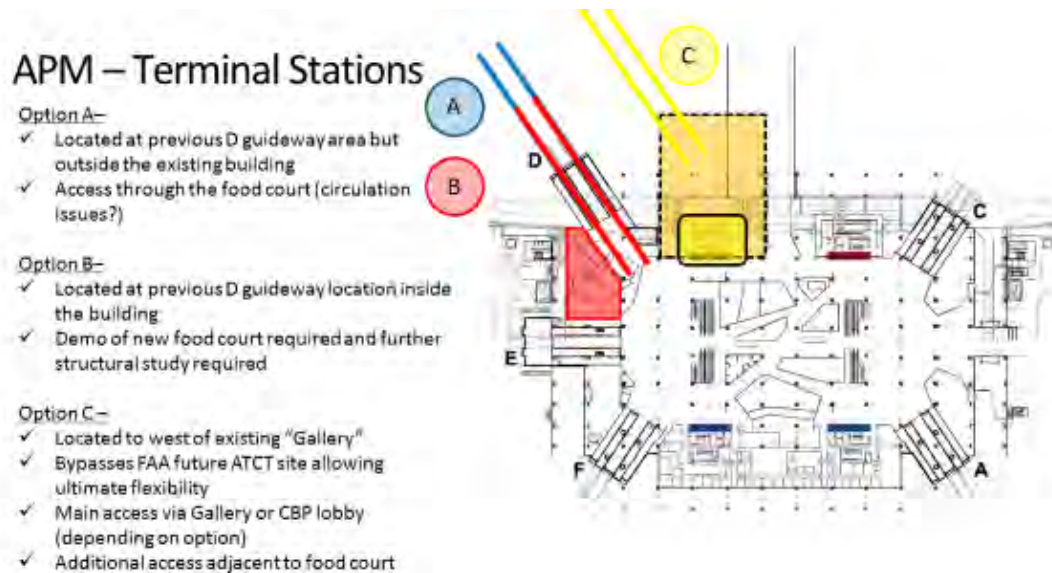 APM – Terminal Stations
Option A–
✓ Located at previous D guideway area but
outside the existing building
✓ Access through the food court (circulation
issues?)
Option B–
✓ Located at previous D guideway location inside
the building
✓ Demo of new food court required and further
structural study required
Option C–
✓ Located to west of existing "Gallery"
✓ Bypasses FAA future ATCT site allowing
ultimate flexibility
✓ Main access via Gallery or CBP lobby
(depending on option)
✓ Additional access adjacent to food court
A
B
C
D
C
E
F
A